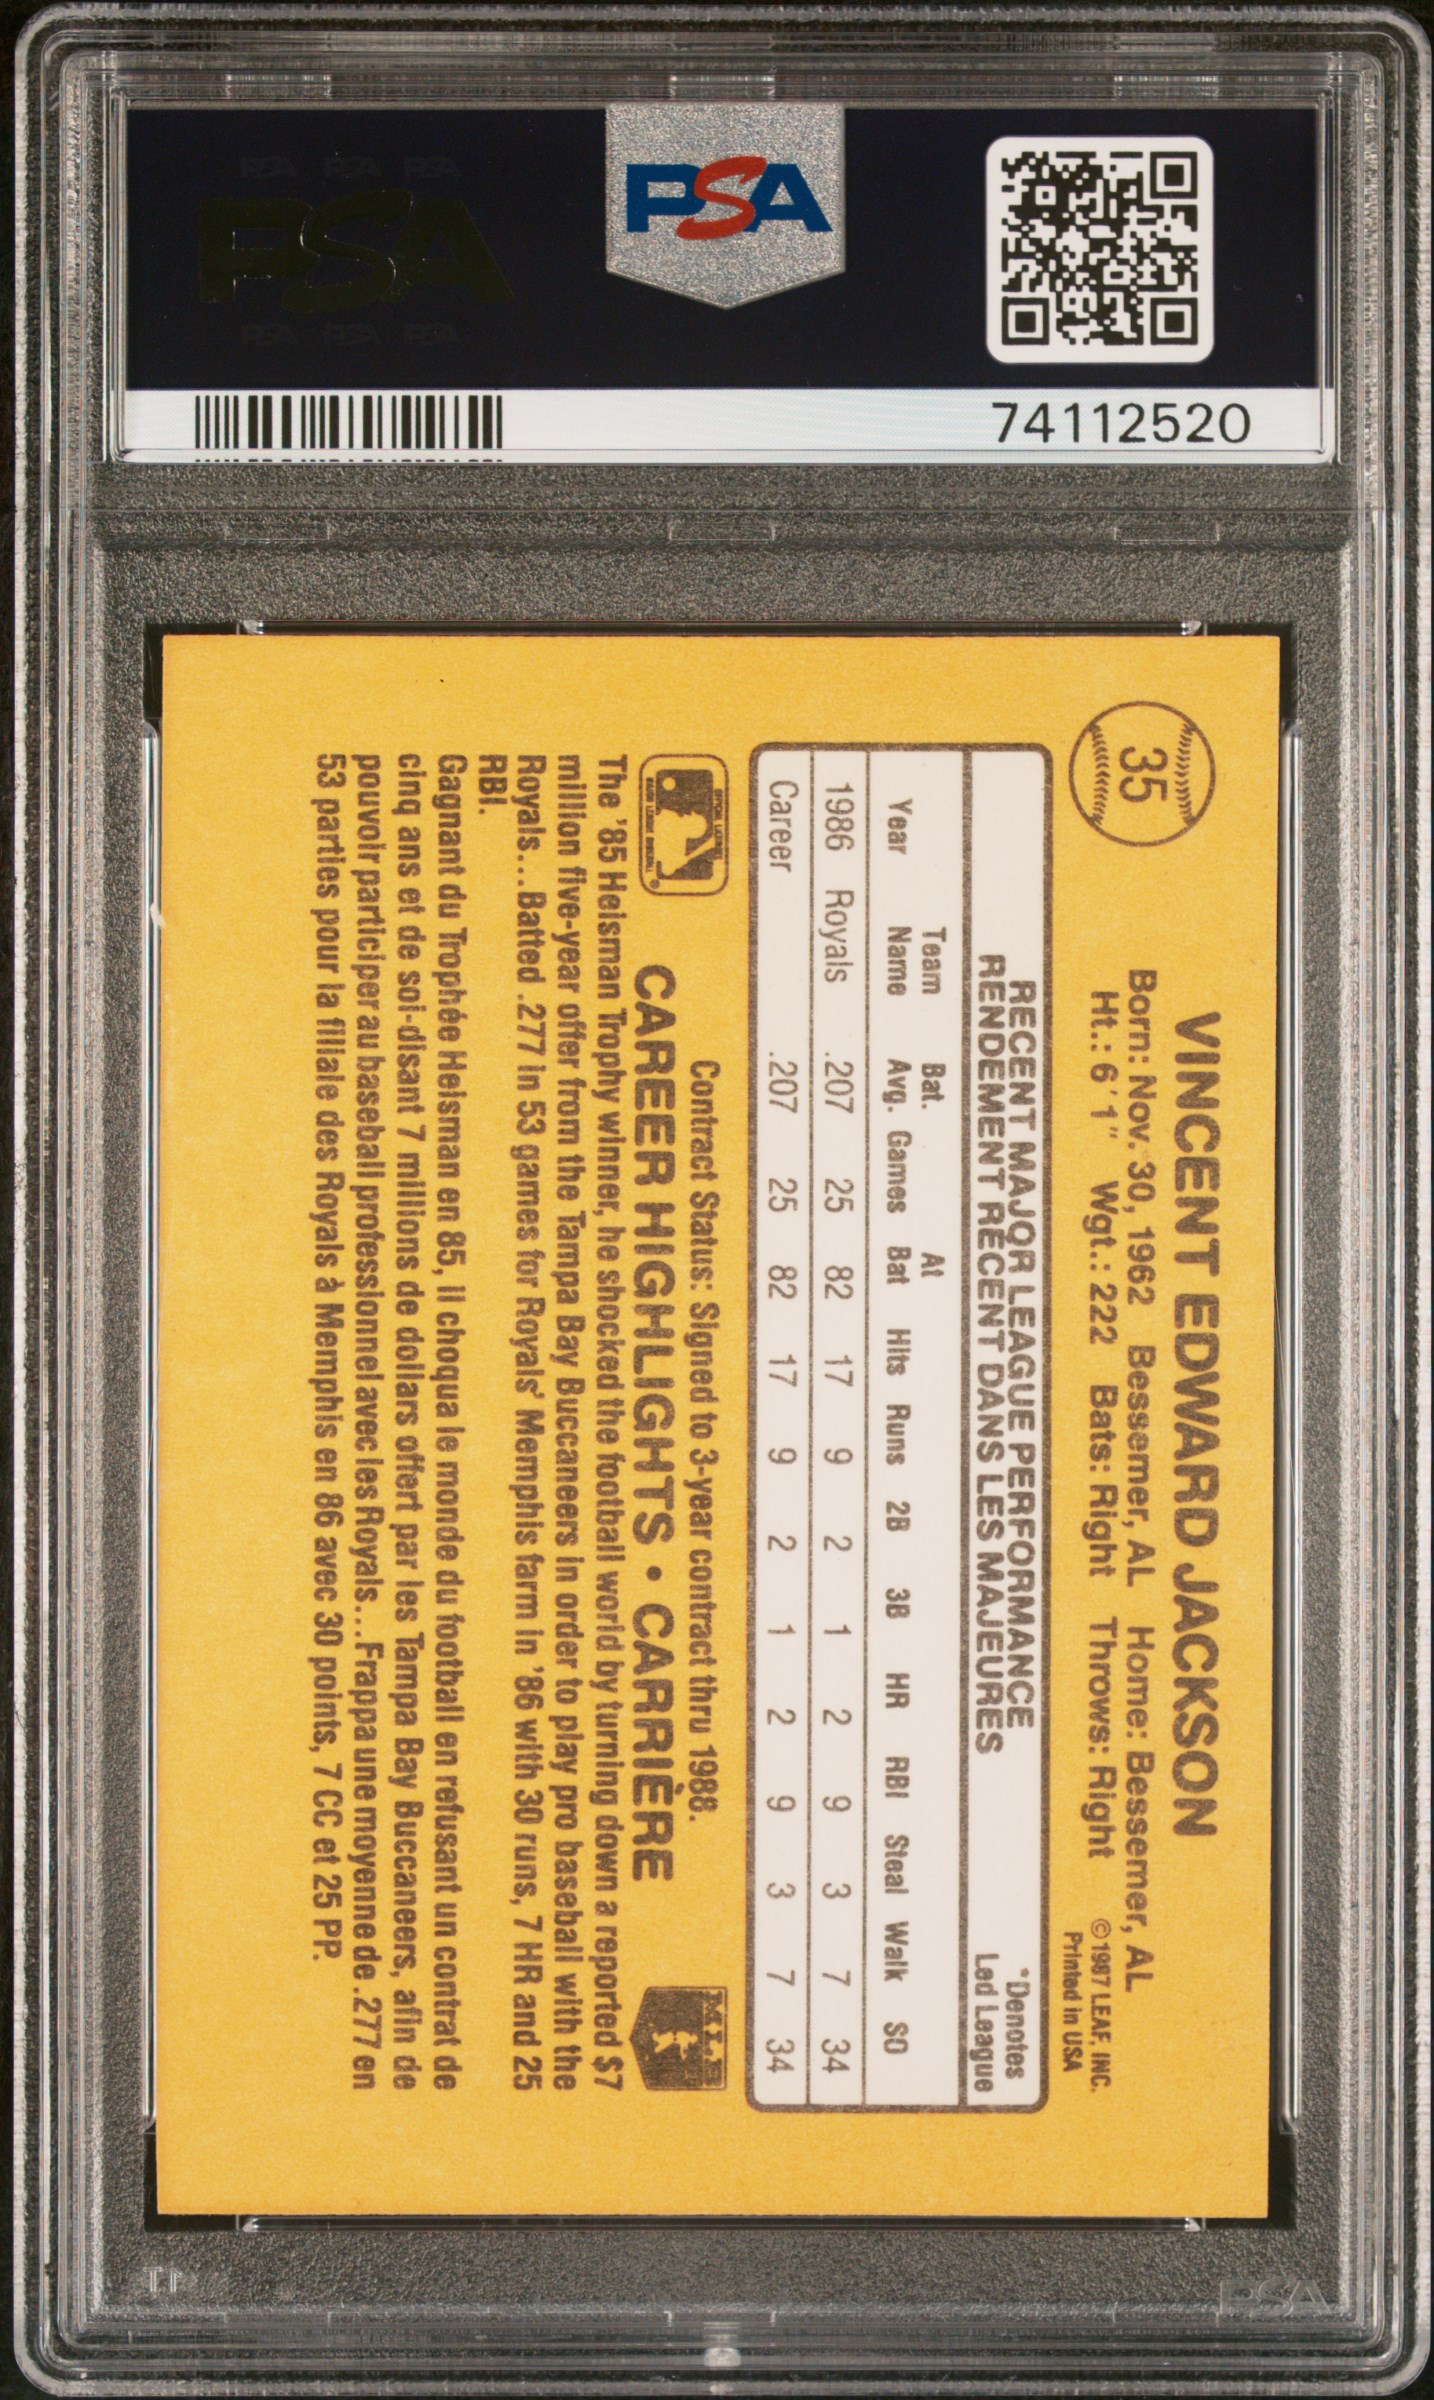 PSA PSA PSA
PSA
PSA PSA PSA
PSA
74112520
35
VINCENT EDWARD JACKSON
Born: Nov. 30, 1962 Bessemer, AL Home: Bessemer, AL
Ht.: 6'1" Wgt.: 222 Bats: Right Throws: Right
©1987 LEAF, INC.
Printed in USA
RECENT MAJOR LEAGUE PERFORMANCE
RENDEMENT RÉCENT DANS LES MAJEURES
*Denotes
Led League
Team Bat. At
Year Name Avg. Games Bat Hits Runs 2B 3B HR RBI Steal Walk SO
1986 Royals .207 25 82 17 9 2 1 2 9 3 7 34
Career .207 25 82 17 9 2 1 2 9 3 7 34
Contract Status: Signed to 3-year contract thru 1988.
CAREER HIGHLIGHTS • CARRIÈRE
M.L.B.
The '85 Heisman Trophy winner, he shocked the football world by turning down a reported $7
million five-year offer from the Tampa Bay Buccaneers in order to play pro baseball with the
Royals...Batted .277 in 53 games for Royals' Memphis farm in '86 with 30 runs, 7 HR and 25
RBI.
Gagnant du Trophée Heisman en 85, il choqua le monde du football en refusant un contrat de
cinq ans et de soi-disant 7 millions de dollars offert par les Tampa Bay Buccaneers, afin de
pouvoir participer au baseball professionnel avec les Royals...Frappa une moyenne de .277 en
53 parties pour la filiale des Royals à Memphis en 86 avec 30 points, 7 CC et 25 PP.
PSA